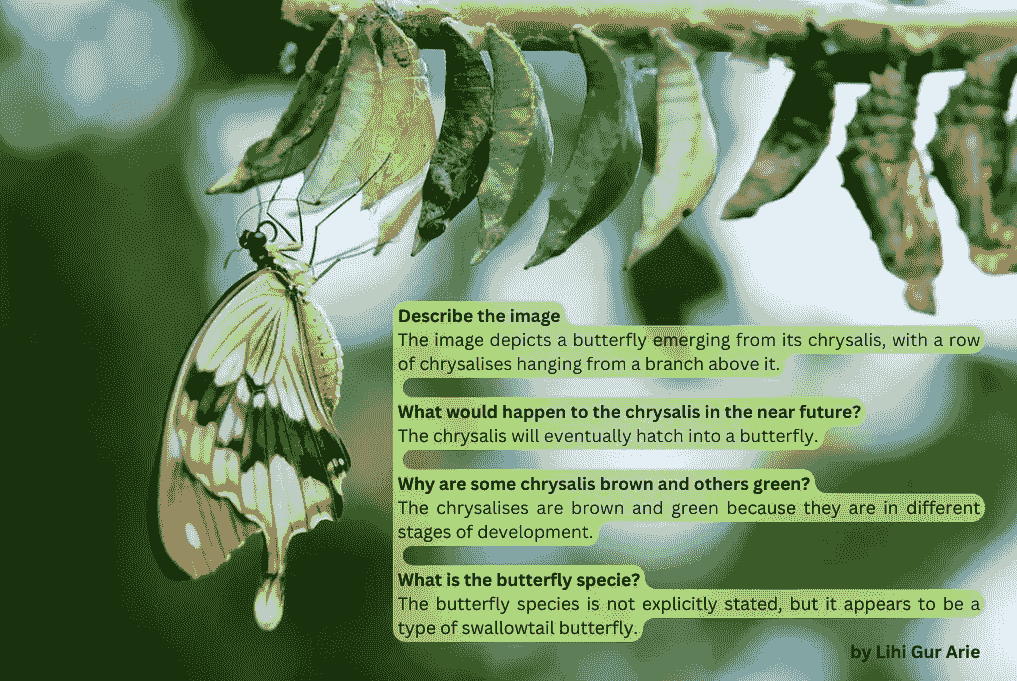 Describe the image
The image depicts a butterfly emerging from its chrysalis, with a row
of chrysalises hanging from a branch above it.
What would happen to the chrysalis in the near future?
The chrysalis will eventually hatch into a butterfly.
Why are some chrysalis brown and others green?
The chrysalises are brown and green because they are in different
stages of development.
What is the butterfly specie?
The butterfly species is not explicitly stated, but it appears to be a
type of swallowtail butterfly.
by Lihi Gur Arie